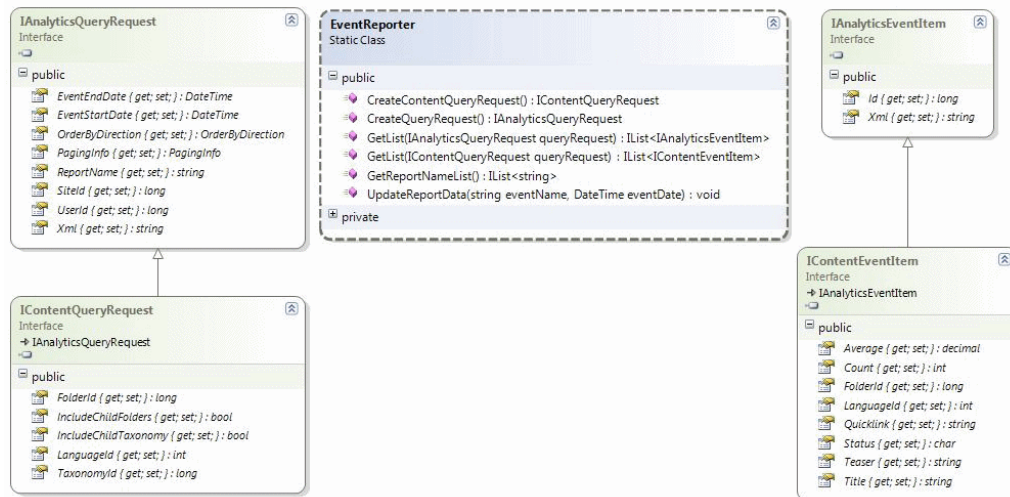 IAnalyticsQueryRequest
Interface
public
EventEndDate { get; set; } : DateTime
EventStartDate { get; set; } : DateTime
OrderByDirection { get; set; } : OrderByDirection
PagingInfo { get; set; } : PagingInfo
ReportName { get; set; } : string
SiteId { get; set; } : long
UserId { get; set; } : long
Xml { get; set; } : string
EventReporter
Static Class
public
CreateContentQueryRequest() : IContentQueryRequest
CreateQueryRequest() : IAnalyticsQueryRequest
GetList(IAnalyticsQueryRequest queryRequest) : IList<IAnalyticsEventItem>
GetList(IContentQueryRequest queryRequest) : IList<IContentEventItem>
GetReportNameList() : IList<string>
UpdateReportData(string eventName, DateTime eventDate) : void
private
IAnalyticsEventItem
Interface
public
Id { get; set; } : long
Xml { get; set; } : string
IContentQueryRequest
Interface
IAnalyticsQueryRequest
public
FolderId { get; set; } : long
IncludeChildFolders { get; set; } : bool
IncludeChildTaxonomy { get; set; } : bool
LanguageId { get; set; } : int
TaxonomyId { get; set; } : long
IContentEventItem
Interface
IAnalyticsEventItem
public
Average { get; set; } : decimal
Count { get; set; } : int
FolderId { get; set; } : long
LanguageId { get; set; } : int
Quicklink { get; set; } : string
Status { get; set; } : char
Teaser { get; set; } : string
Title { get; set; } : string